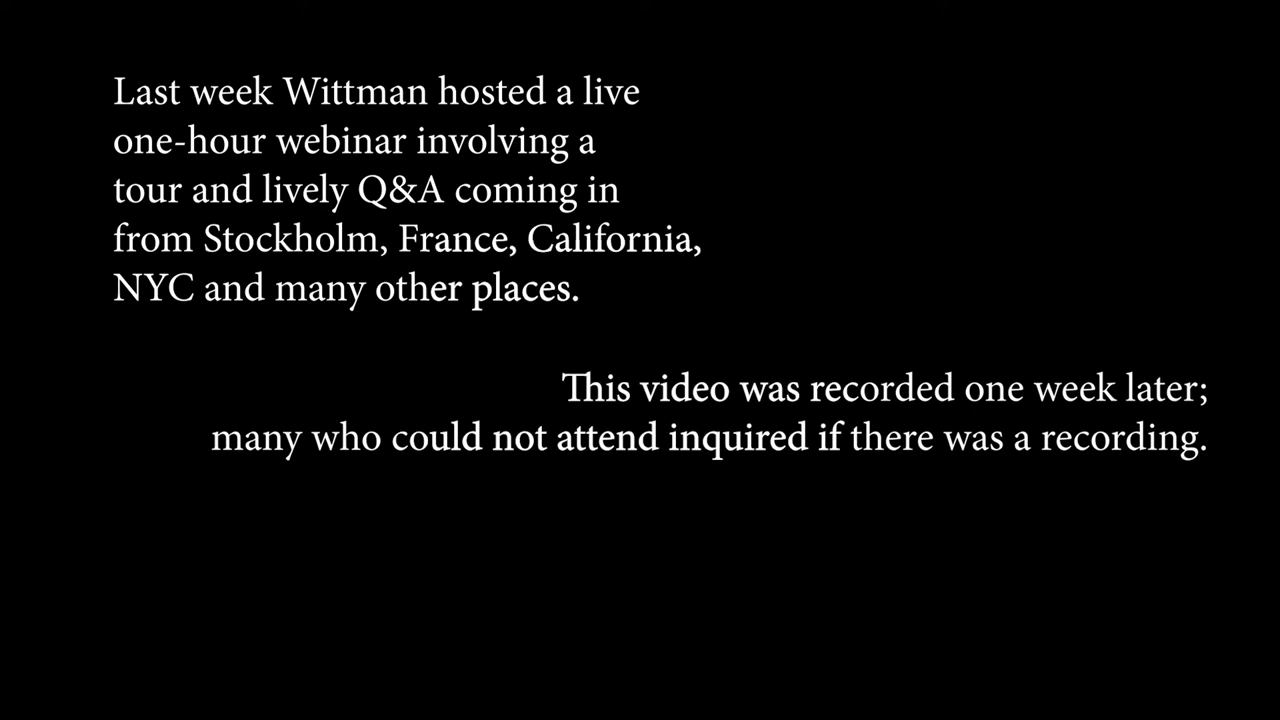 Last week Wittman hosted a live
one-hour webinar involving a
tour and lively Q&A coming in
from Stockholm, France, California,
NYC and many other places.
This video was recorded one week later;
many who could not attend inquired if there was a recording.